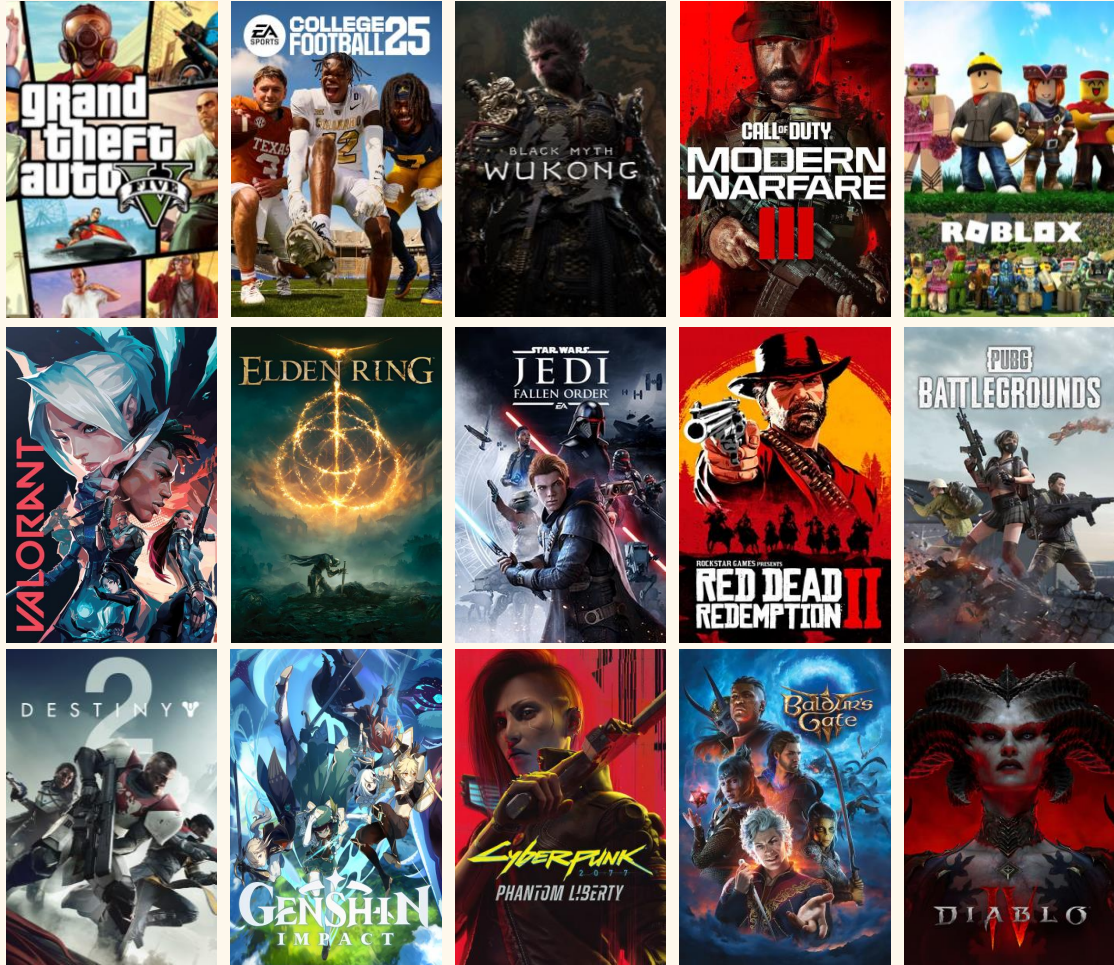 grand
theft
auto
FIVE
EA
SPORTS
COLLEGE
FOOTBALL 25
TEXAS
3
2
BLACK MYTH
WUKONG
CALL OF DUTY
MODERN
WARFARE
III
ROBLOX
VALORANT
ELDEN RING
STAR WARS
JEDI
FALLEN ORDER
EA
ROCKSTAR GAMES PRESENTS
RED DEAD
REDEMPTION II
PUBG
BATTLEGROUNDS
2
DESTINY
GENSHIN
IMPACT
CYBERPUNK
2077
PHANTOM LIBERTY
Baldur's
Gate
III
DIABLO
IV